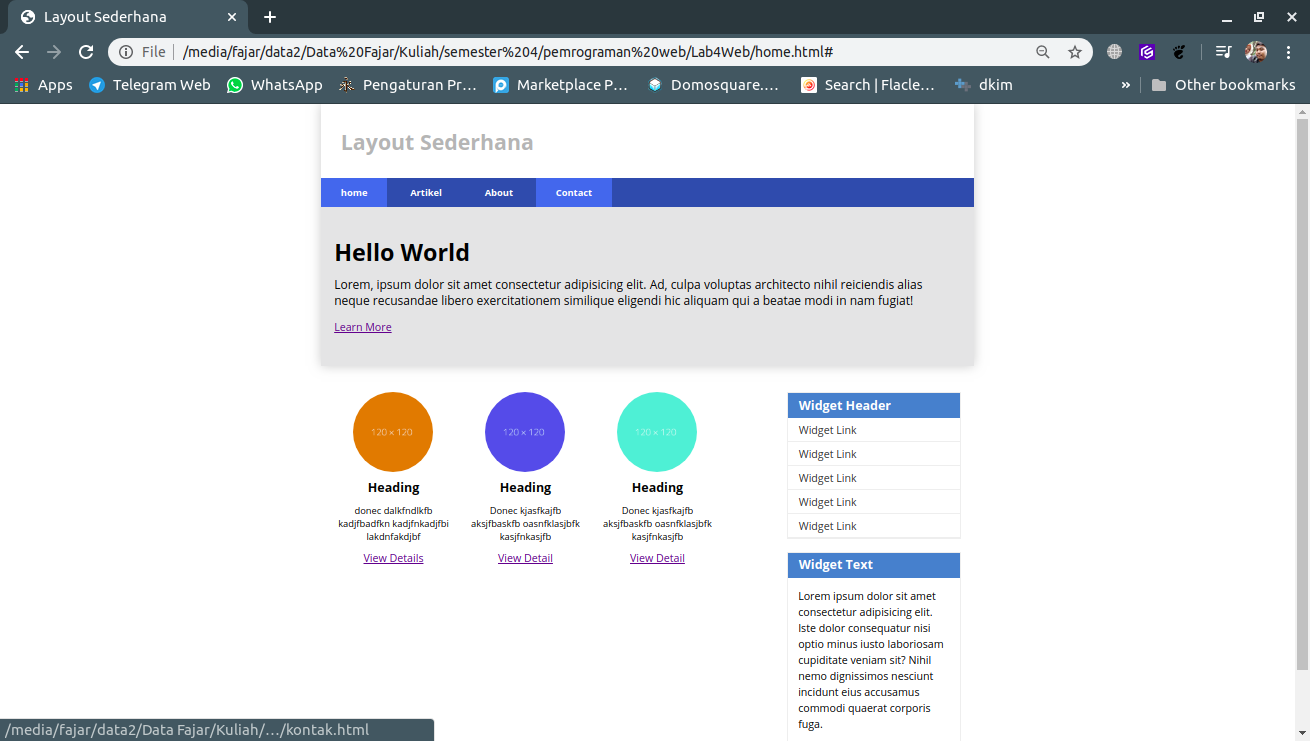 Layout Sederhana
File /media/fajar/data2/Data%20Fajar/Kuliah/semester%204/pemrograman%20web/Lab4Web/home.html#
Apps Telegram Web WhatsApp Pengaturan Pr… Marketplace P… Domosquare.… Search | Flacle… dkim » Other bookmarks
Layout Sederhana
home Artikel About Contact
Hello World
Lorem, ipsum dolor sit amet consectetur adipisicing elit. Ad, culpa voluptas architecto nihil reiciendis alias
neque recusandae libero exercitationem similique eligendi hic aliquam qui a beatae modi in nam fugiat!
Learn More
120 × 120
Heading
donec dalkfndlkfb
kadjfbadfkn kadjfnkadjfbi
lakdnfakdjbf
View Details
120 × 120
Heading
Donec kjasfkajfb
aksjfbaskfb oasnfklasjbfk
kasjfnkasjfb
View Detail
120 × 120
Heading
Donec kjasfkajfb
aksjfbaskfb oasnfklasjbfk
kasjfnkasjfb
View Detail
Widget Header
Widget Link
Widget Link
Widget Link
Widget Link
Widget Link
Widget Text
Lorem ipsum dolor sit amet
consectetur adipisicing elit.
Iste dolor consequatur nisi
optio minus iusto laboriosam
cupiditate veniam sit? Nihil
nemo dignissimos nesciunt
incidunt eius accusamus
commodi quaerat corporis
fuga.
/media/fajar/data2/Data Fajar/Kuliah/…/kontak.html